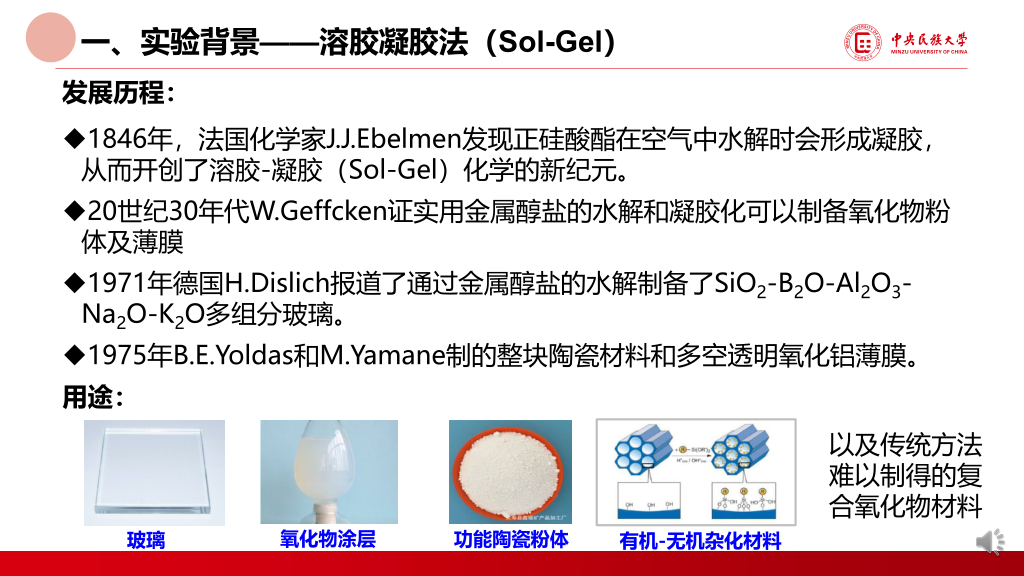 一、实验背景——溶胶凝胶法（Sol-Gel）
中央民族大学
MINZU UNIVERSITY OF CHINA
发展历程：
◆1846年，法国化学家J.J.Ebelmen发现正硅酸酯在空气中水解时会形成凝胶，
从而开创了溶胶-凝胶（Sol-Gel）化学的新纪元。
◆20世纪30年代W.Geffcken证实用金属醇盐的水解和凝胶化可以制备氧化物粉
体及薄膜
◆1971年德国H.Dislich报道了通过金属醇盐的水解制备了SiO₂-B₂O-Al₂O₃-
Na₂O-K₂O多组分玻璃。
◆1975年B.E.Yoldas和M.Yamane制的整块陶瓷材料和多空透明氧化铝薄膜。
用途：
以及传统方法
难以制得的复
合氧化物材料
OH OH OH
玻璃
氧化物涂层
功能陶瓷粉体
有机-无机杂化材料